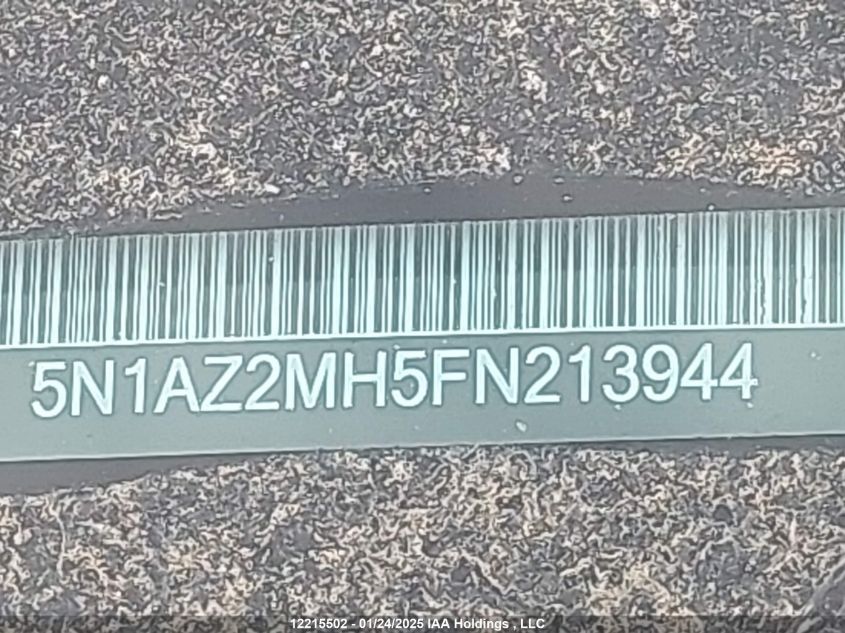 5N1AZ2MH5FN213944
12215502 - 01/24/2025 IAA Holdings , LLC